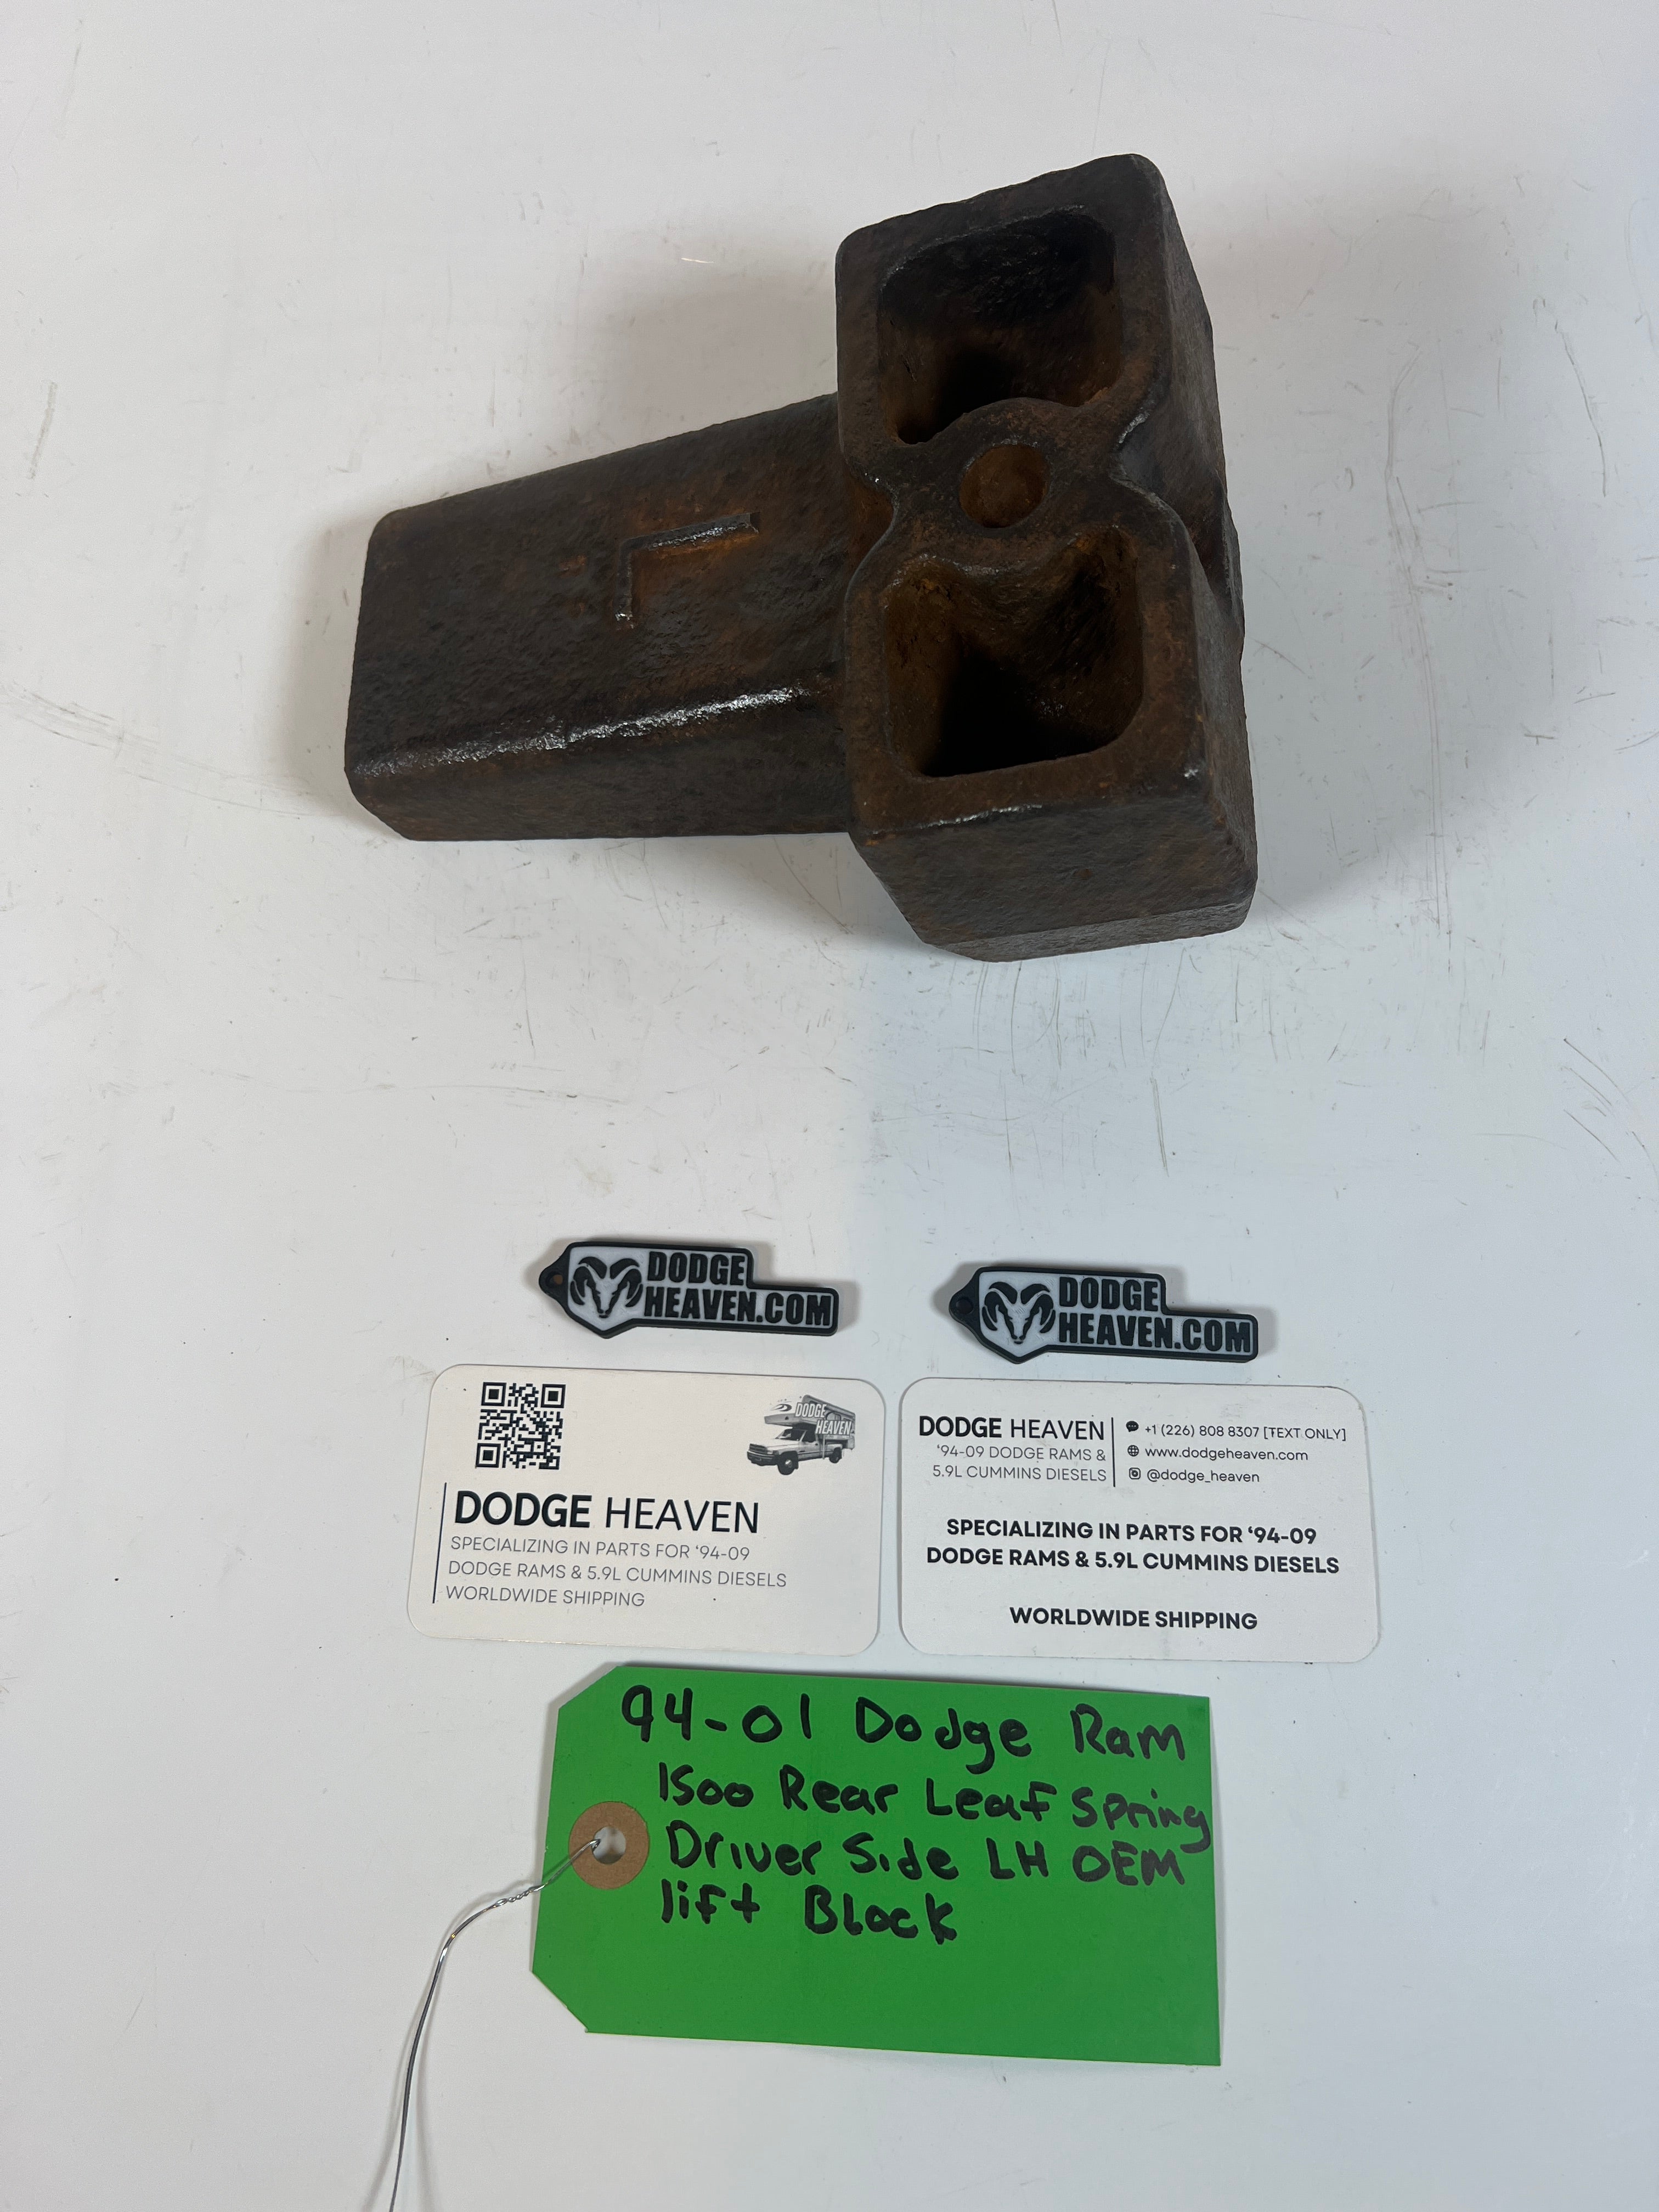 L
DODGE
HEAVEN.COM
DODGE
HEAVEN.COM
DODGE
HEAVEN
DODGE HEAVEN
SPECIALIZING IN PARTS FOR ‘94-09
DODGE RAMS & 5.9L CUMMINS DIESELS
WORLDWIDE SHIPPING
DODGE HEAVEN
‘94-09 DODGE RAMS &
5.9L CUMMINS DIESELS
+1 (226) 808 8307 [TEXT ONLY]
www.dodgeheaven.com
@dodge_heaven
SPECIALIZING IN PARTS FOR ‘94-09
DODGE RAMS & 5.9L CUMMINS DIESELS
WORLDWIDE SHIPPING
94-01 Dodge Ram
1500 Rear Leaf Spring
Driver Side LH OEM
lift Block